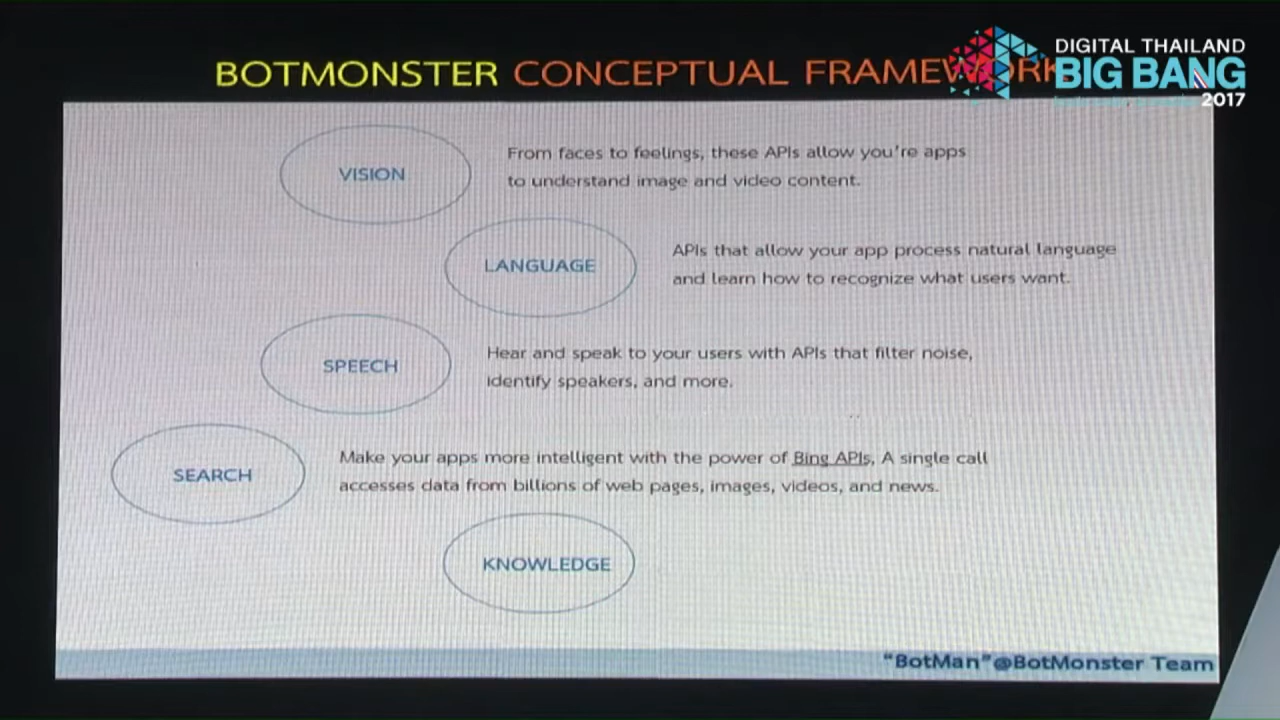 BOTMONSTER CONCEPTUAL FRAMEWORK
DIGITAL THAILAND
BIG BANG
2017
VISION
From faces to feelings, these APIs allow you're apps
to understand image and video content.
LANGUAGE
APIs that allow your app process natural language
and learn how to recognize what users want.
SPEECH
Hear and speak to your users with APIs that filter noise,
identify speakers, and more.
SEARCH
Make your apps more intelligent with the power of Bing APIs, A single call
accesses data from billions of web pages, images, videos, and news.
KNOWLEDGE
"BotMan"@BotMonster Team